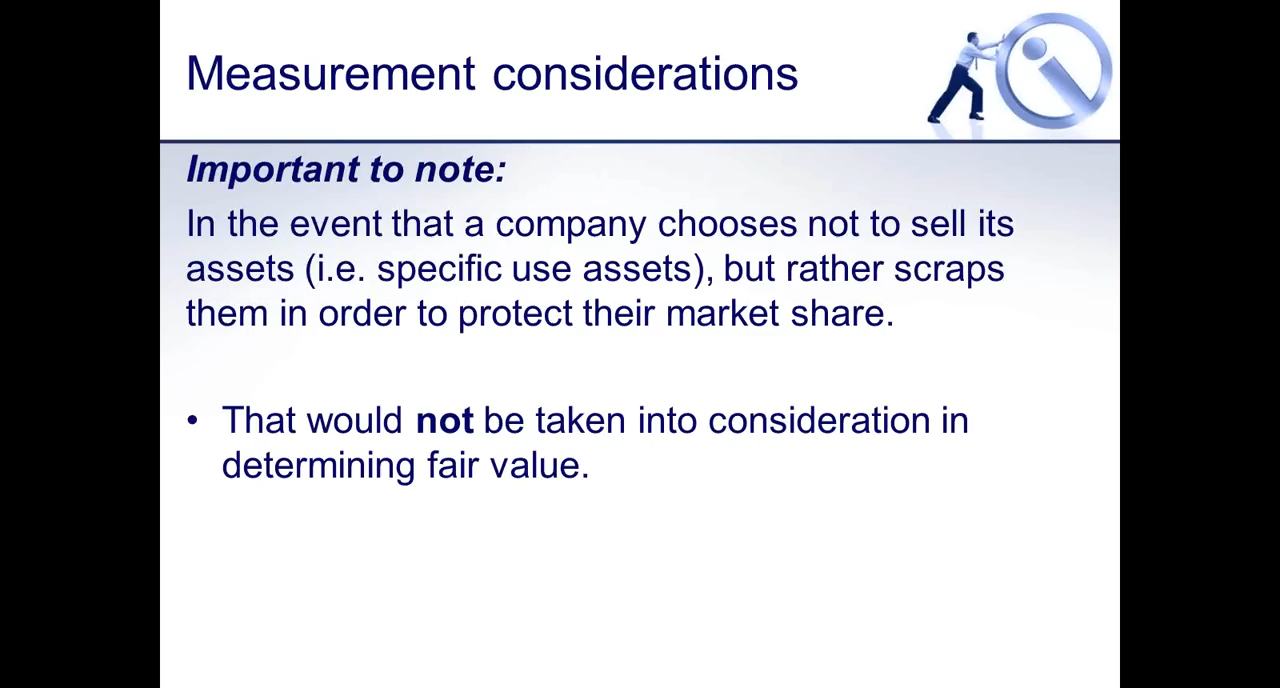 Measurement considerations
Important to note:
In the event that a company chooses not to sell its
assets (i.e. specific use assets), but rather scraps
them in order to protect their market share.
• That would not be taken into consideration in
determining fair value.